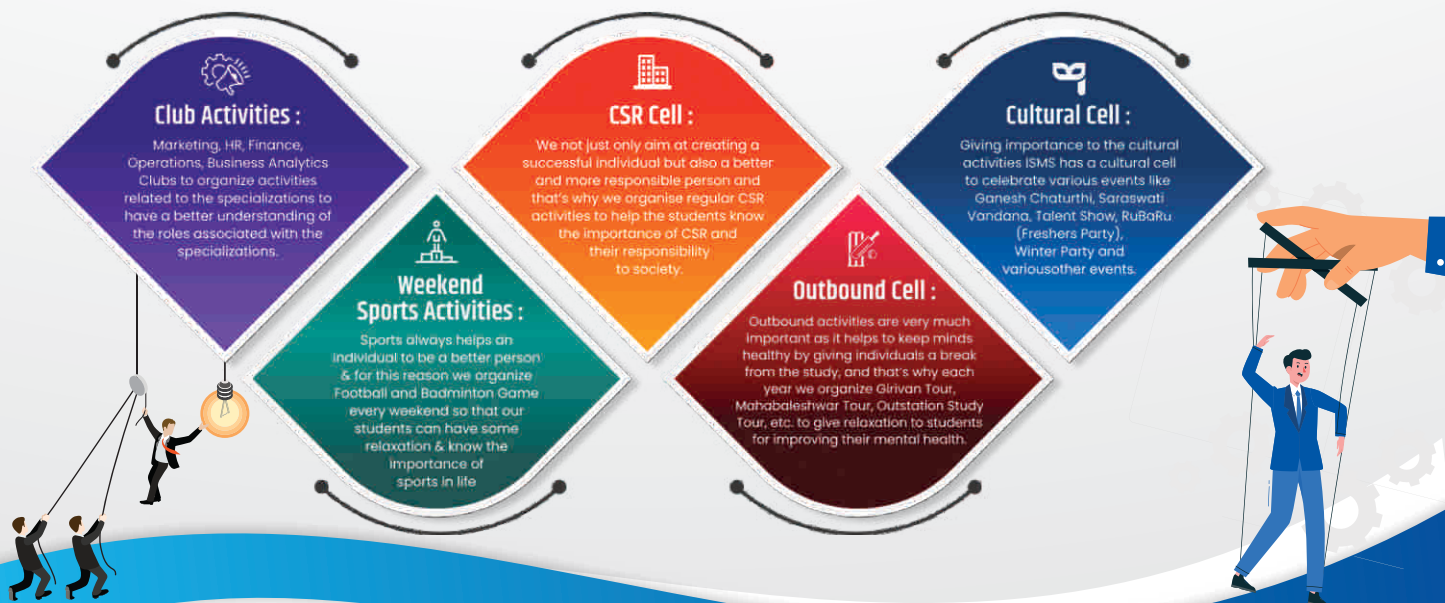 Club Activities :
Marketing, HR, Finance,
Operations, Business Analytics
Clubs to organize activities
related to the specializations to
have a better understanding of
the roles associated with the
specializations.
Weekend
Sports Activities :
Sports always helps an
individual to be a better person
& for this reason we organize
Football and Badminton Game
every weekend so that our
students can have some
relaxation & know the
importance of
sports in life
CSR Cell :
We not just only aim at creating a
successful individual but also a better
and more responsible person and
that's why we organise regular CSR
activities to help the students know
the importance of CSR and
their responsibility
to society.
Outbound Cell :
Outbound activities are very much
important as it helps to keep minds
healthy by giving individuals a break
from the study, and that's why each
year we organize Girivan Tour,
Mahabaleshwar Tour, Outstation Study
Tour, etc. to give relaxation to students
for improving their mental health.
Cultural Cell :
Giving importance to the cultural
activities ISMS has a cultural cell
to celebrate various events like
Ganesh Chaturthi, Saraswati
Vandana, Talent Show, RuBaRu
(Freshers Party),
Winter Party and
variousother events.